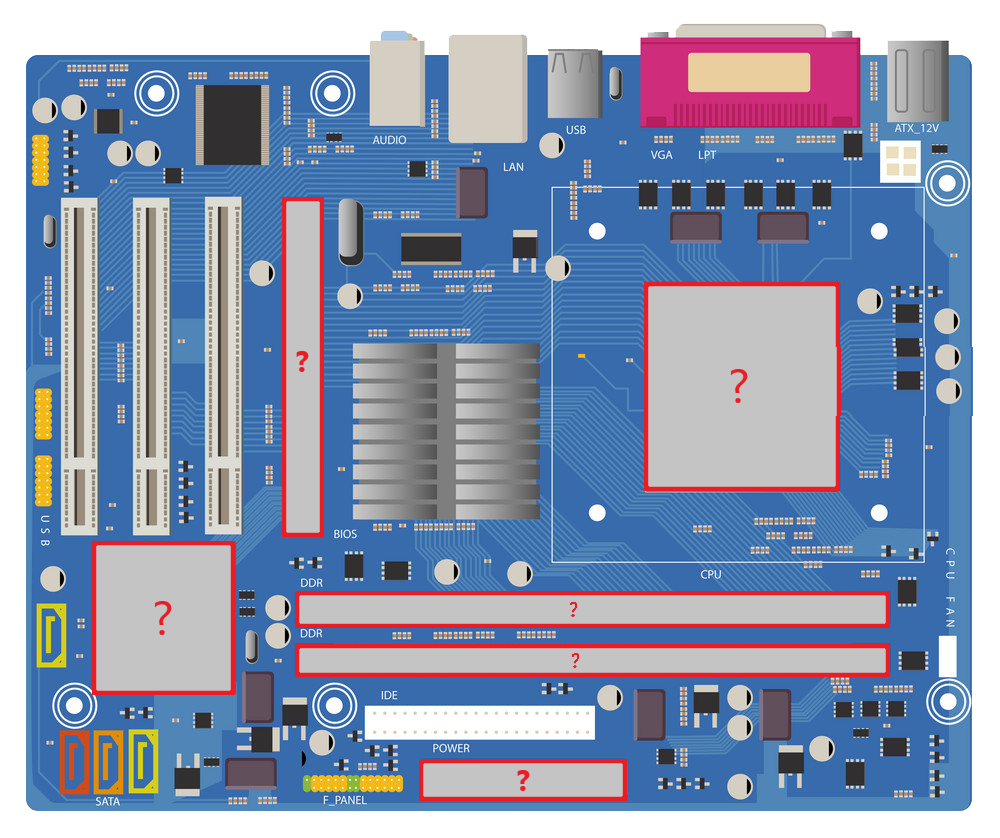 AUDIO
LAN
USB
VGA
LPT
ATX_12V
?
?
USB
BIOS
CPU
CPU FAN
DDR
?
?
DDR
?
IDE
POWER
?
SATA
F_PANEL